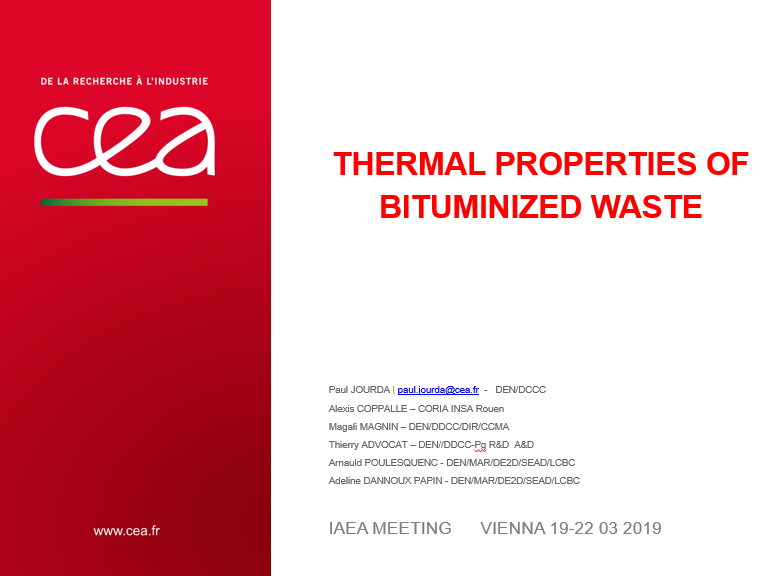 DE LA RECHERCHE À L'INDUSTRIE
cea
www.cea.fr
THERMAL PROPERTIES OF
BITUMINIZED WASTE
Paul JOURDA | paul.jourda@cea.fr - DEN/DCCC
Alexis COPPALLE – CORIA INSA Rouen
Magali MAGNIN – DEN/DDCC/DIR/CCMA
Thierry ADVOCAT – DEN//DDCC-Pg R&D A&D
Arnauld POULESQUENC - DEN/MAR/DE2D/SEAD/LCBC
Adeline DANNOUX PAPIN - DEN/MAR/DE2D/SEAD/LCBC
IAEA MEETING VIENNA 19-22 03 2019